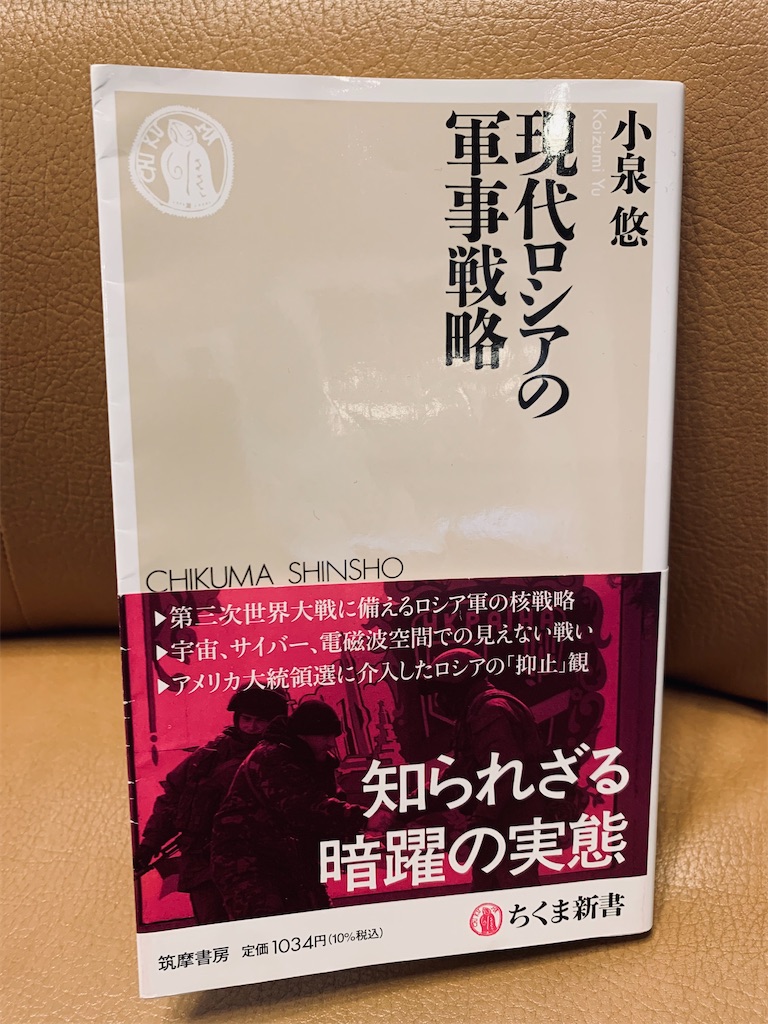 小泉 悠
Koizumi Yu
現代ロシアの
軍事戦略
CHIKUMA
CHIKUMA SHINSHO
▶第三次世界大戦に備えるロシア軍の核戦略
▶宇宙、サイバー、電磁波空間での見えない戦い
▶アメリカ大統領選に介入したロシアの「抑止」観
知られざる
暗躍の実態
筑摩書房 定価1034円(10%税込)
ちくま新書